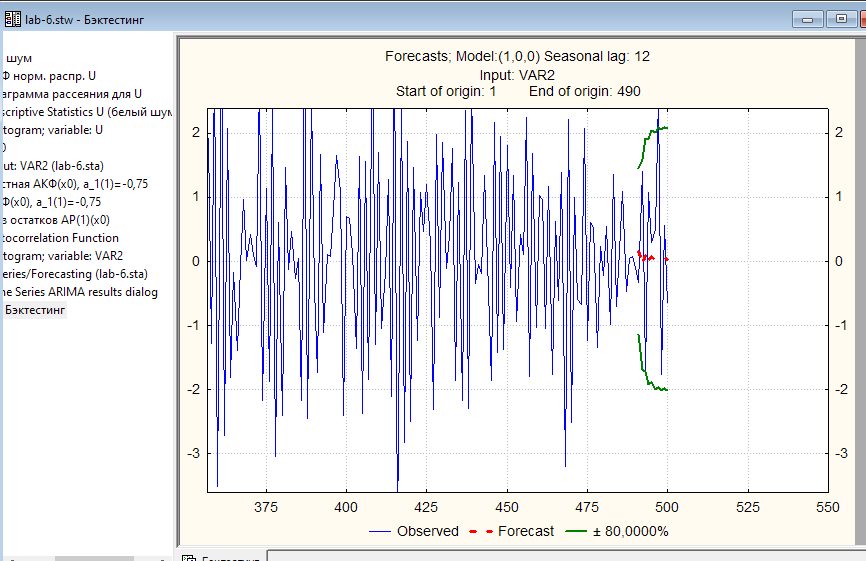 lab-6.stw - Бэктестинг
шум
Ф норм. распр. U
аграмма рассеяния для U
scriptive Statistics U (белый шум
togram; variable: U
0
ut: VAR2 (lab-6.sta)
стная АКФ(x0), a_1(1)=-0,75
Ф(x0), a_1(1)=-0,75
з остатков АР(1)(x0)
tocorrelation Function
togram; variable: VAR2
eries/Forecasting (lab-6.sta)
ne Series ARIMA results dialog
Бэктестинг
Forecasts; Model:(1,0,0) Seasonal lag: 12
Input: VAR2
Start of origin: 1 End of origin: 490
2 2
1 1
0 0
-1 -1
-2 -2
-3 -3
375 400 425 450 475 500 525 550
Observed Forecast ± 80,0000%